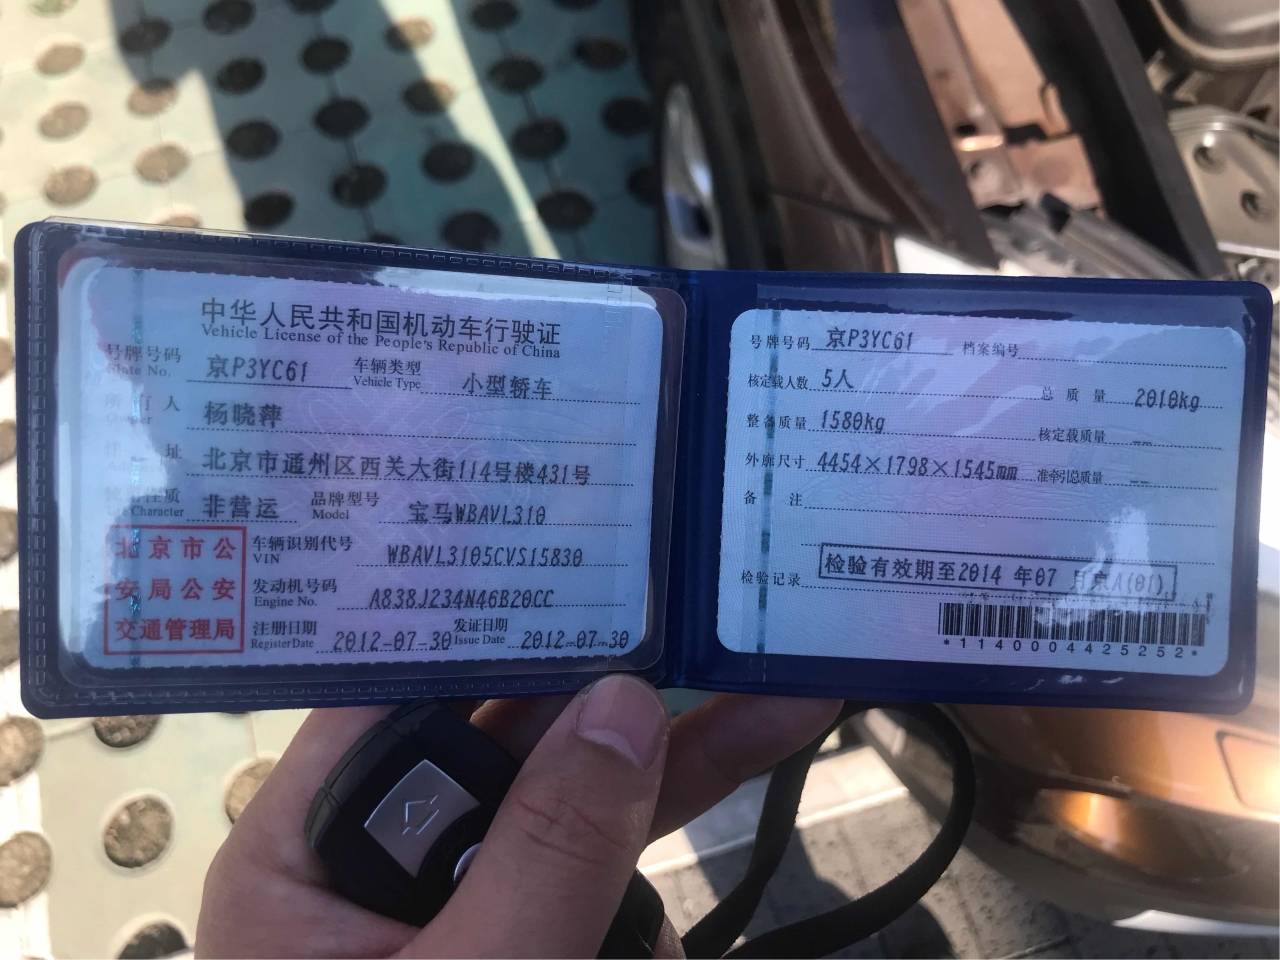 中华人民共和国机动车行驶证
Vehicle License of the People's Republic of China
号牌号码 京P3YC61 车辆类型 小型轿车
Plate No. Vehicle Type
所有人 杨晓萍
Owner
住址 北京市通州区西关大街114号楼431号
使用性质 非营运 品牌型号 宝马WBAVL310
Use Character Model
北京市公
安局公安
交通管理局
车辆识别代号 WBAVL3105CVS15830
VIN
发动机号码 A838J234N46B20CC
Engine No.
注册日期 2012-07-30 发证日期 2012-07-30
Register Date Issue Date
号牌号码 京P3YC61 档案编号
核定载人数 5人 总质量 2010kg
整备质量 1580kg 核定载质量 --
外廓尺寸 4454×1798×1545mm 准牵引总质量 --
备注
检验记录 检验有效期至2014年07月京A(01)
*1140004425252*